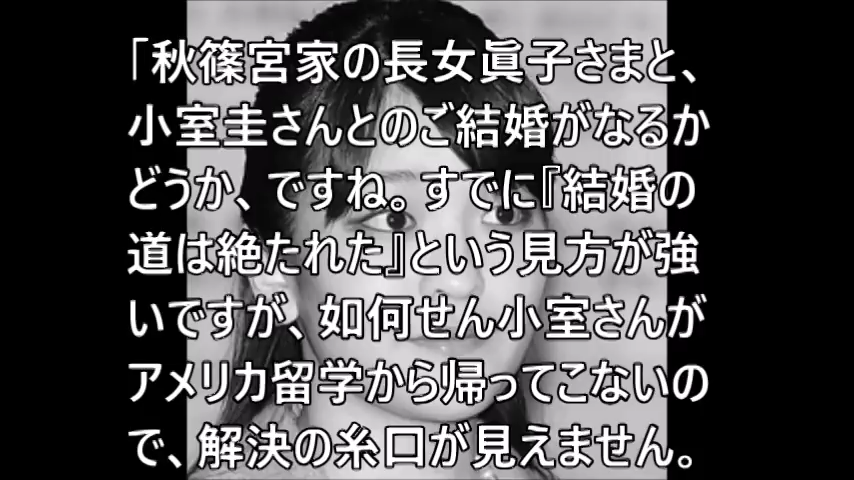 「秋篠宮家の長女眞子さまと、
小室圭さんとのご結婚がなるか
どうか、ですね。すでに『結婚の
道は絶たれた』という見方が強
いですが、如何せん小室さんが
アメリカ留学から帰ってこないの
で、解決の糸口が見えません。